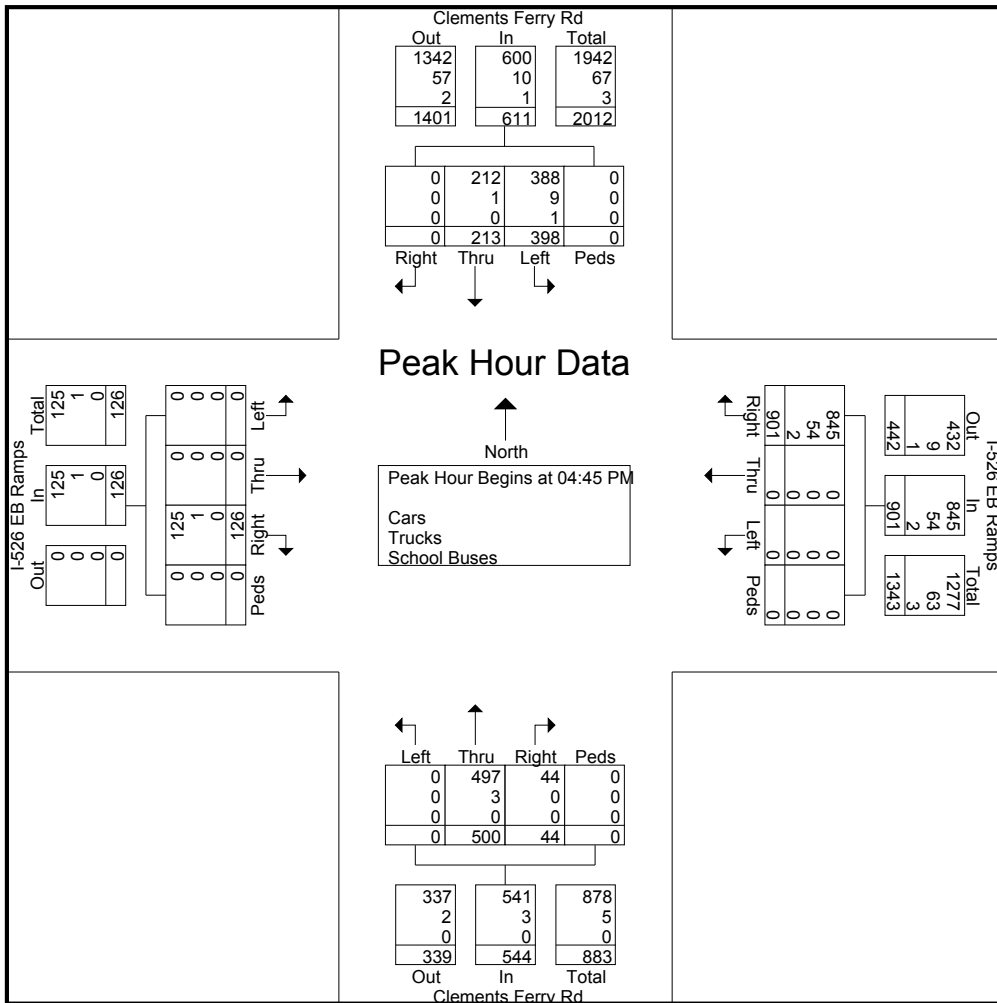 Clements Ferry Rd
Out In Total
1342 600 1942
57 10 67
2 1 3
1401 611 2012
0 212 388 0
0 1 9 0
0 0 1 0
0 213 398 0
Right Thru Left Peds
Peak Hour Data
North
Peak Hour Begins at 04:45 PM
Cars
Trucks
School Buses
I-526 EB Ramps
Total In Out
125 125 0
1 1 0
0 0 0
126 126 0
Left Thru Right Peds
0 0 125 0
0 0 1 0
0 0 0 0
0 0 126 0
Right Thru Left Peds
845 0 0 0
54 0 0 0
2 0 0 0
901 0 0 0
I-526 EB Ramps
Out In Total
432 845 1277
9 54 63
1 2 3
442 901 1343
Left Thru Right Peds
0 497 44 0
0 3 0 0
0 0 0 0
0 500 44 0
337 541 878
2 3 5
0 0 0
339 544 883
Out In Total
Clements Ferry Rd